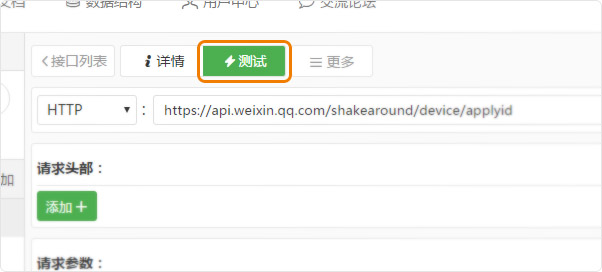 文档 数据结构 用户中心 交流论坛
接口列表 详情 测试 更多
HTTP : https://api.weixin.qq.com/shakearound/device/applyid
请求头部：
加
添加
请求参数：